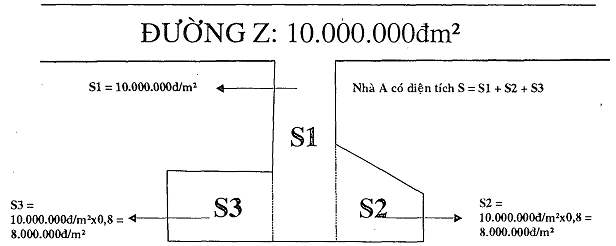 ĐƯỜNG Z: 10.000.000đm²
S1 = 10.000.000đ/m²
Nhà A có diện tích S = S1 + S2 + S3
S1
S3 =
10.000.000đ/m²x0,8 =
8.000.000đ/m²
S3
S2
S2=
10.000.000đ/m²x0,8 =
8.000.000đ/m²